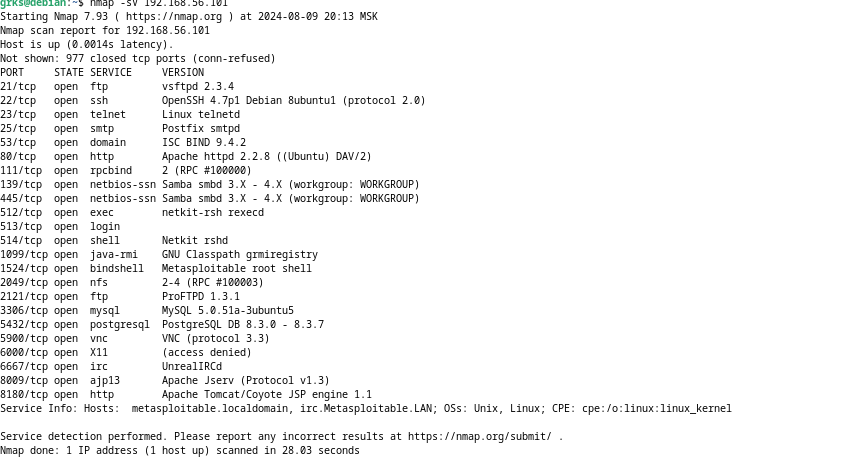 grks@debian:~$ nmap -sV 192.168.56.101
Starting Nmap 7.93 ( https://nmap.org ) at 2024-08-09 20:13 MSK
Nmap scan report for 192.168.56.101
Host is up (0.0014s latency).
Not shown: 977 closed tcp ports (conn-refused)
PORT     STATE SERVICE     VERSION
21/tcp   open  ftp         vsftpd 2.3.4
22/tcp   open  ssh         OpenSSH 4.7p1 Debian 8ubuntu1 (protocol 2.0)
23/tcp   open  telnet      Linux telnetd
25/tcp   open  smtp        Postfix smtpd
53/tcp   open  domain      ISC BIND 9.4.2
80/tcp   open  http        Apache httpd 2.2.8 ((Ubuntu) DAV/2)
111/tcp  open  rpcbind     2 (RPC #100000)
139/tcp  open  netbios-ssn Samba smbd 3.X - 4.X (workgroup: WORKGROUP)
445/tcp  open  netbios-ssn Samba smbd 3.X - 4.X (workgroup: WORKGROUP)
512/tcp  open  exec        netkit-rsh rexecd
513/tcp  open  login
514/tcp  open  shell       Netkit rshd
1099/tcp open  java-rmi    GNU Classpath grmiregistry
1524/tcp open  bindshell   Metasploitable root shell
2049/tcp open  nfs         2-4 (RPC #100003)
2121/tcp open  ftp         ProFTPD 1.3.1
3306/tcp open  mysql       MySQL 5.0.51a-3ubuntu5
5432/tcp open  postgresql  PostgreSQL DB 8.3.0 - 8.3.7
5900/tcp open  vnc         VNC (protocol 3.3)
6000/tcp open  X11         (access denied)
6667/tcp open  irc         UnrealIRCd
8009/tcp open  ajp13       Apache Jserv (Protocol v1.3)
8180/tcp open  http        Apache Tomcat/Coyote JSP engine 1.1
Service Info: Hosts:  metasploitable.localdomain, irc.Metasploitable.LAN; OSs: Unix, Linux; CPE: cpe:/o:linux:linux_kernel

Service detection performed. Please report any incorrect results at https://nmap.org/submit/ .
Nmap done: 1 IP address (1 host up) scanned in 28.03 seconds